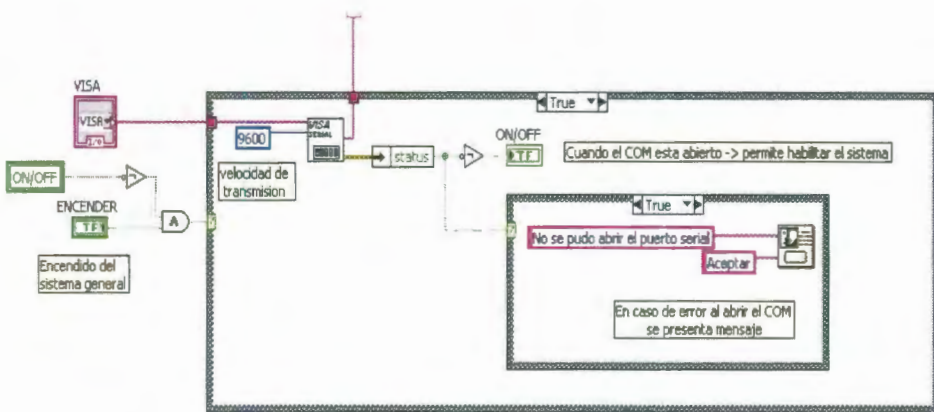 VISA
VISA
I/O
True
9600
VISA
SERIAL
velocidad de
transmision
status
ON/OFF
TF
Cuando el COM esta abierto -> permite habilitar el sistema
ON/OFF
ENCENDER
TF
A
Encendido del
sistema general
?
True
?
No se pudo abrir el puerto serial
Aceptar
En caso de error al abrir el COM
se presenta mensaje